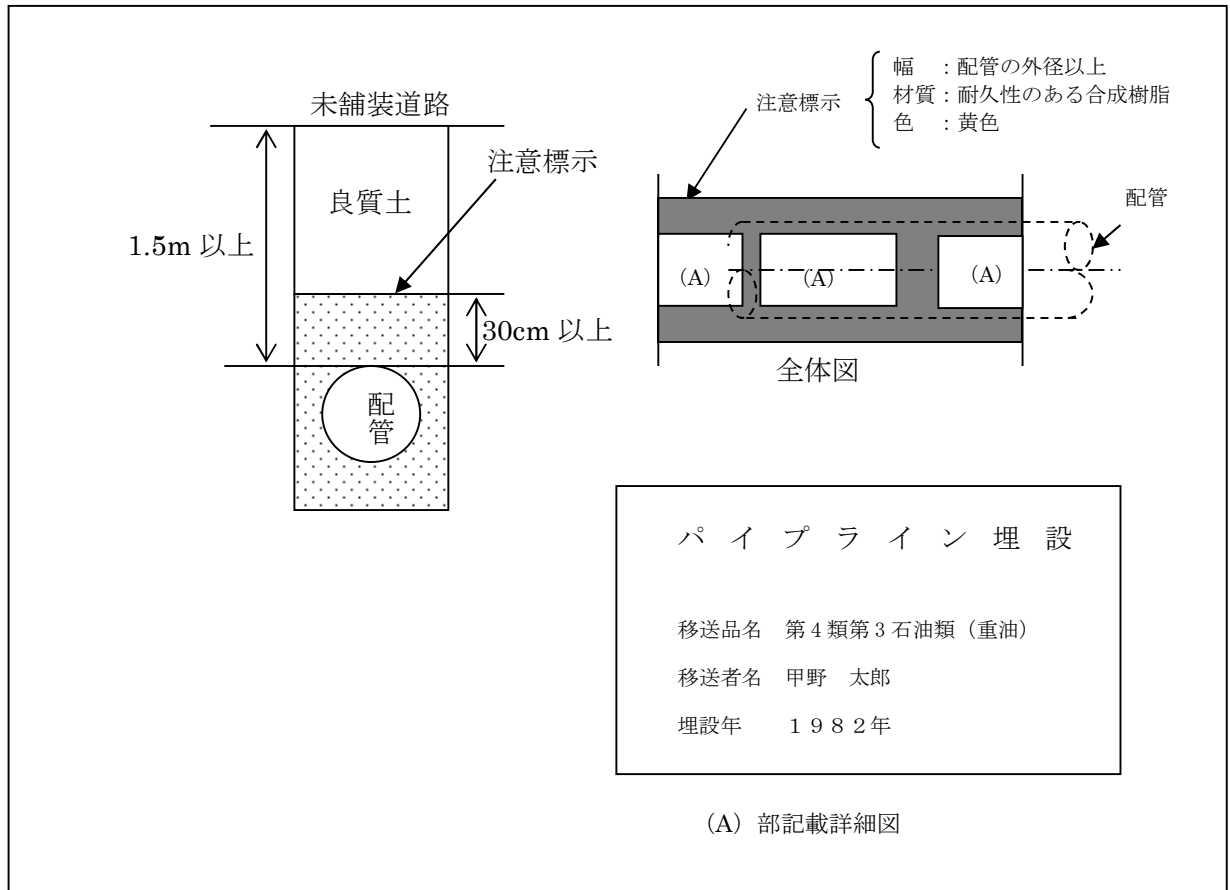 未舗装道路
注意標示
良質土
1.5m 以上
30cm 以上
配
管
注意標示
幅　：配管の外径以上
材質：耐久性のある合成樹脂
色　：黄色
配管
(A)
(A)
(A)
全体図
パイプライン埋設
移送品名　第４類第３石油類（重油）
移送者名　甲野　太郎
埋設年　　１９８２年
(A) 部記載詳細図